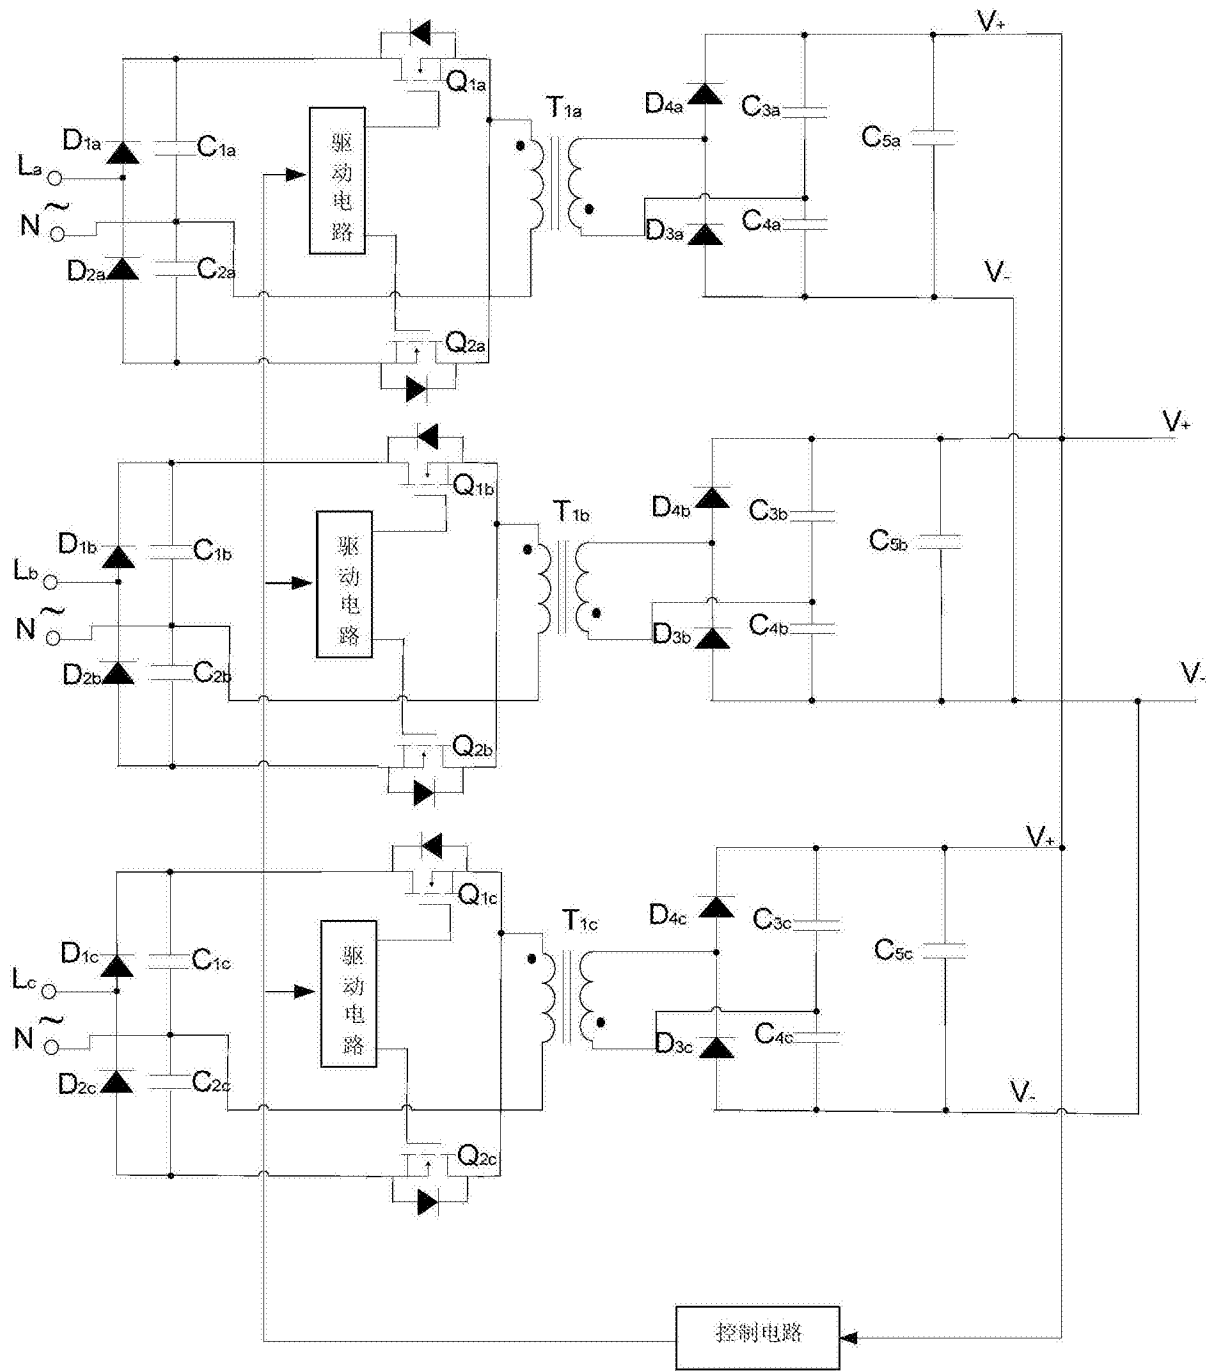 V+
Q1a
T1a
D4a
C3a
C5a
D1a
C1a
La
N
~
驱动电路
D3a
C4a
D2a
C2a
V-
Q2a
V+
Q1b
T1b
D4b
C3b
C5b
D1b
C1b
Lb
N
~
驱动电路
D3b
C4b
D2b
C2b
V-
Q2b
V+
Q1c
T1c
D4c
C3c
C5c
D1c
C1c
Lc
N
~
驱动电路
D3c
C4c
D2c
C2c
V-
Q2c
控制电路